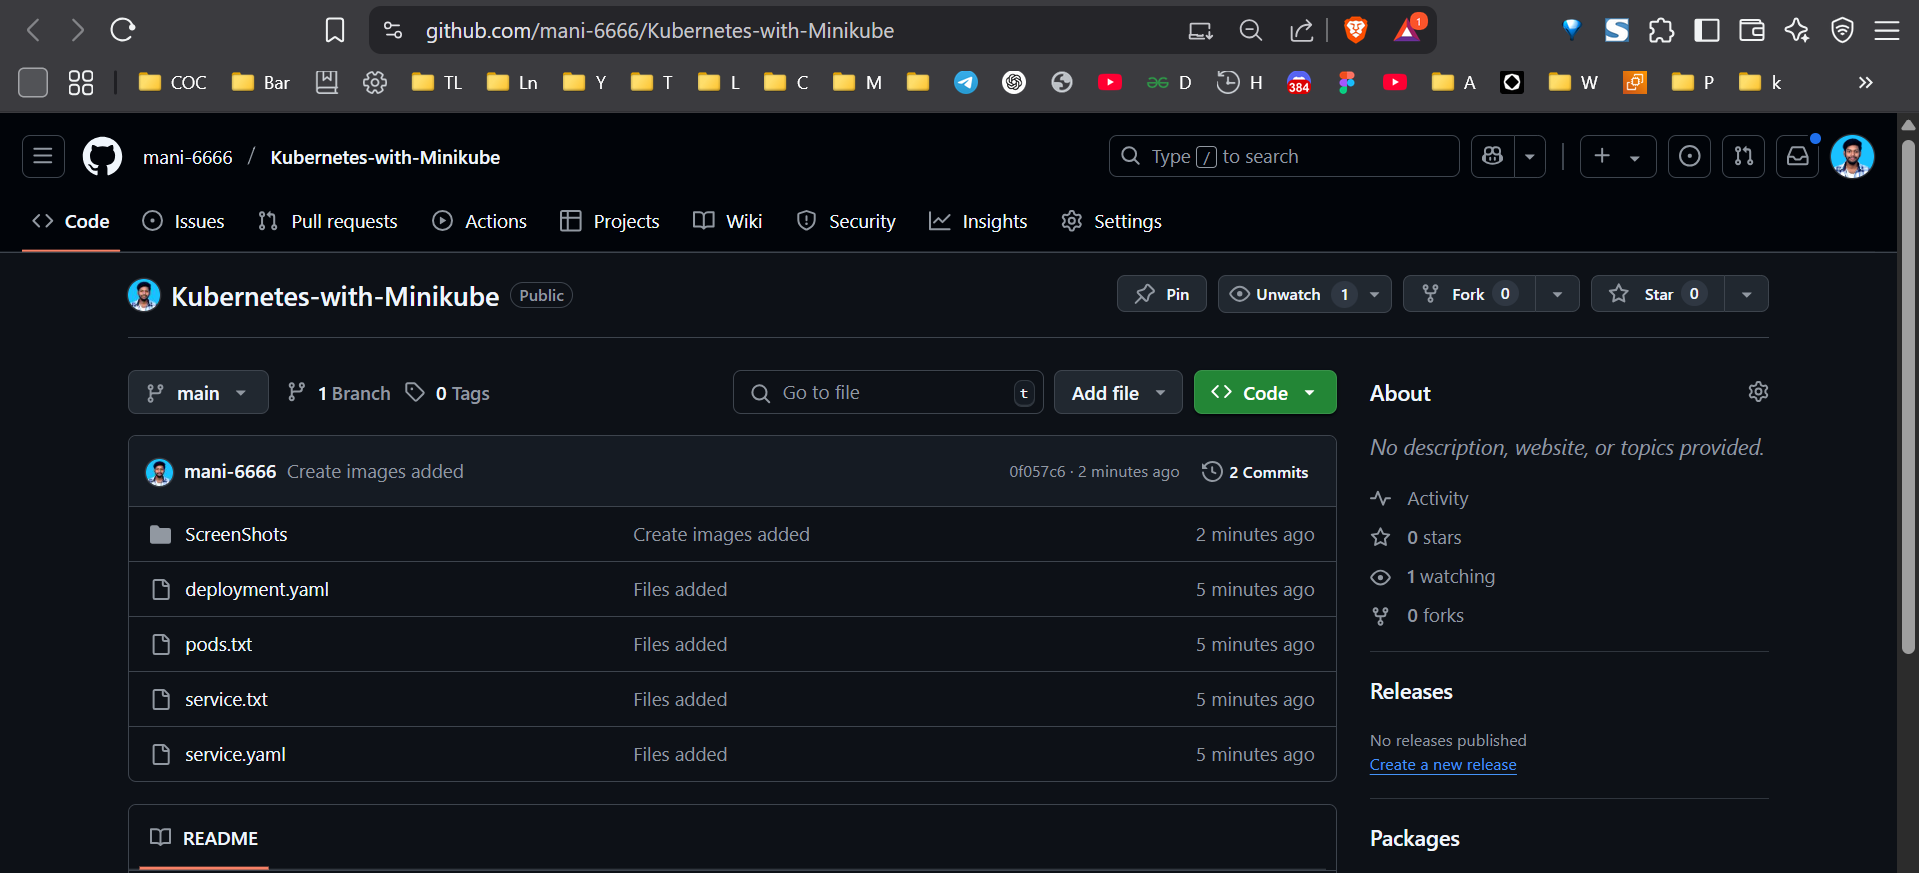 github.com/mani-6666/Kubernetes-with-Minikube
1
COC
Bar
TL
Ln
Y
T
L
C
M
D
H
384
A
W
P
k
mani-6666 / Kubernetes-with-Minikube
Type / to search
Code
Issues
Pull requests
Actions
Projects
Wiki
Security
Insights
Settings
Kubernetes-with-Minikube Public
Pin
Unwatch 1
Fork 0
Star 0
main
1 Branch
0 Tags
Go to file t
Add file
Code
mani-6666 Create images added 0f057c6 · 2 minutes ago 2 Commits
ScreenShots Create images added 2 minutes ago
deployment.yaml Files added 5 minutes ago
pods.txt Files added 5 minutes ago
service.txt Files added 5 minutes ago
service.yaml Files added 5 minutes ago
README
About
No description, website, or topics provided.
Activity
0 stars
1 watching
0 forks
Releases
No releases published
Create a new release
Packages